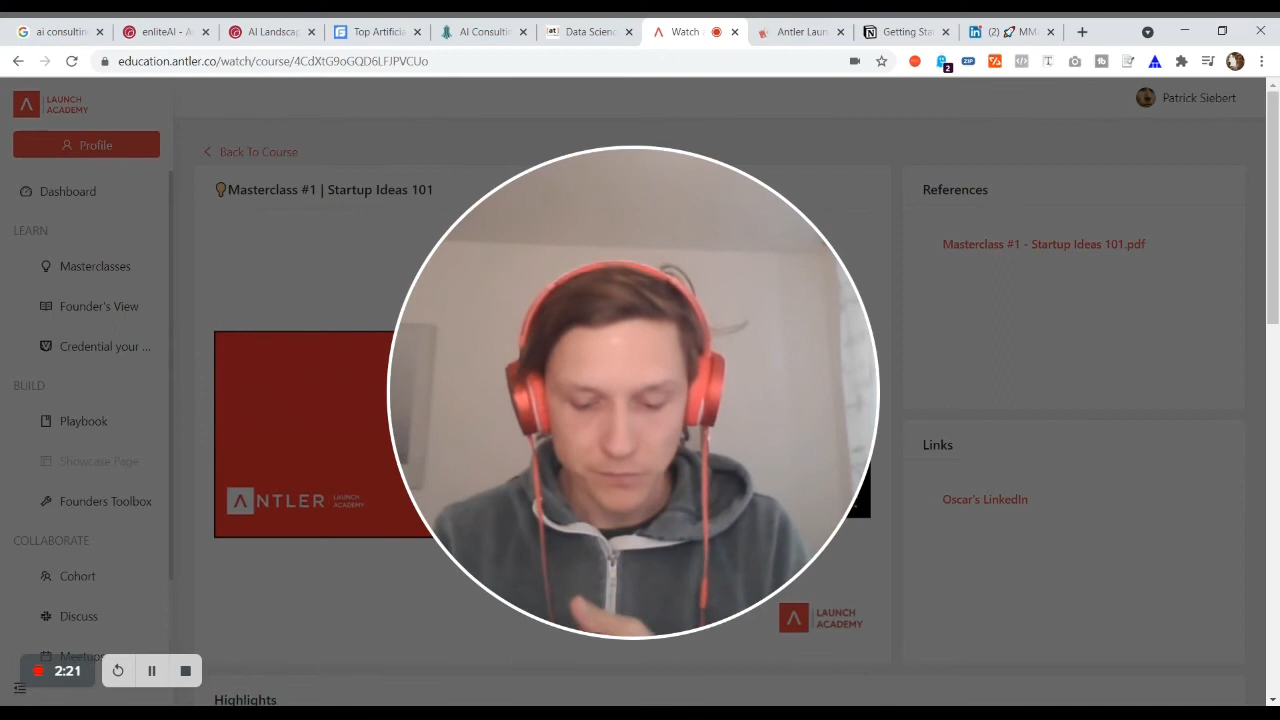 ai consultin
enliteAI - A
AI Landscap
Top Artificia
AI Consultin
Data Scienc
Watch
Antler Laun
Getting Sta
(2) 🚀 MM
education.antler.co/watch/course/4CdXtG9oGQD6LFJPVCUo
2
ZIP
LAUNCH
ACADEMY
Patrick Siebert
Profile
Back To Course
Dashboard
💡Masterclass #1 | Startup Ideas 101
References
LEARN
Masterclass #1 - Startup Ideas 101.pdf
Masterclasses
Founder's View
Credential your ...
BUILD
Playbook
Links
Showcase Page
Founders Toolbox
ANTLER LAUNCH
ACADEMY
Oscar's LinkedIn
COLLABORATE
Cohort
Discuss
LAUNCH
ACADEMY
Meetups
2:21
Highlights